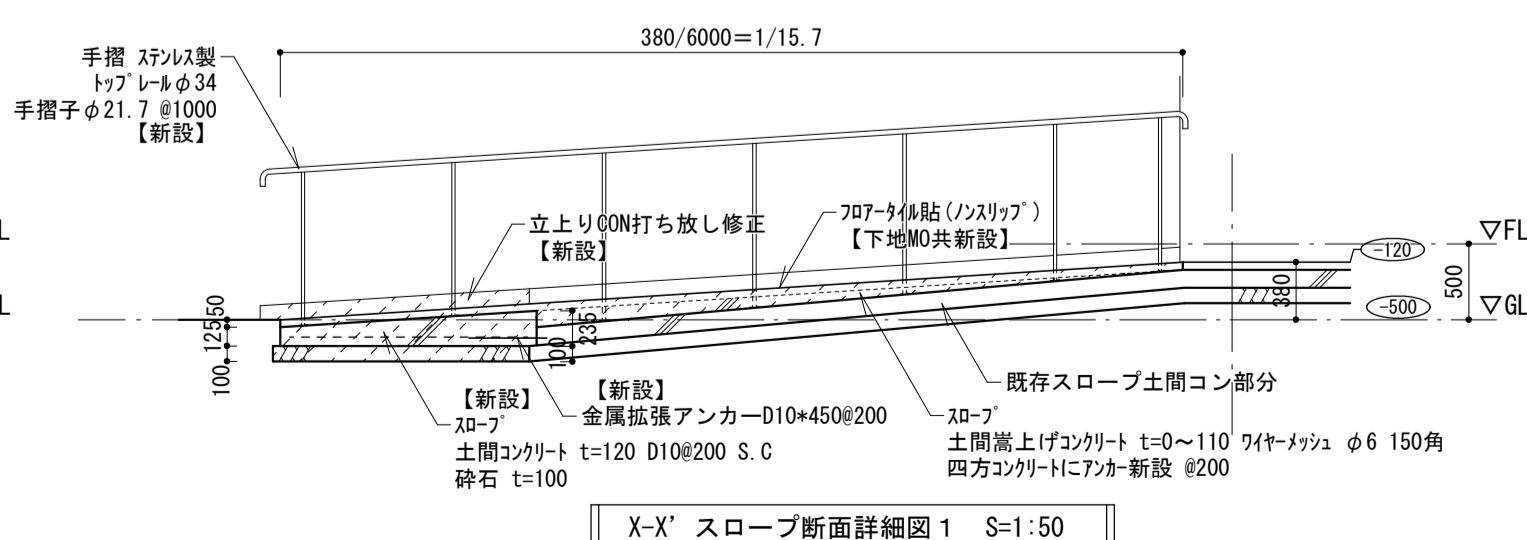 380/6000＝1/15.7
手摺 ｽﾃﾝﾚｽ製
ﾄｯﾌﾟﾚｰﾙφ34
手摺子φ21.7 @1000
【新設】
立上りCON打ち放し修正
【新設】
ﾌﾛｱｰﾀｲﾙ貼(ﾉﾝｽﾘｯﾌﾟ)
【下地MO共新設】
L
▽FL
-120
500
380
L
-500
▽GL
50
125
100
235
100
既存スロープ土間コン部分
【新設】
ｽﾛｰﾌﾟ
土間ｺﾝｸﾘｰﾄ t=120 D10@200 S.C
砕石 t=100
【新設】
金属拡張アンカーD10*450@200
ｽﾛｰﾌﾟ
土間嵩上げｺﾝｸﾘｰﾄ t=0～110 ﾜｲﾔｰﾒｯｼｭ φ6 150角
四方ｺﾝｸﾘｰﾄにｱﾝｶｰ新設 @200
X-X’ スロープ断面詳細図１ S=1:50